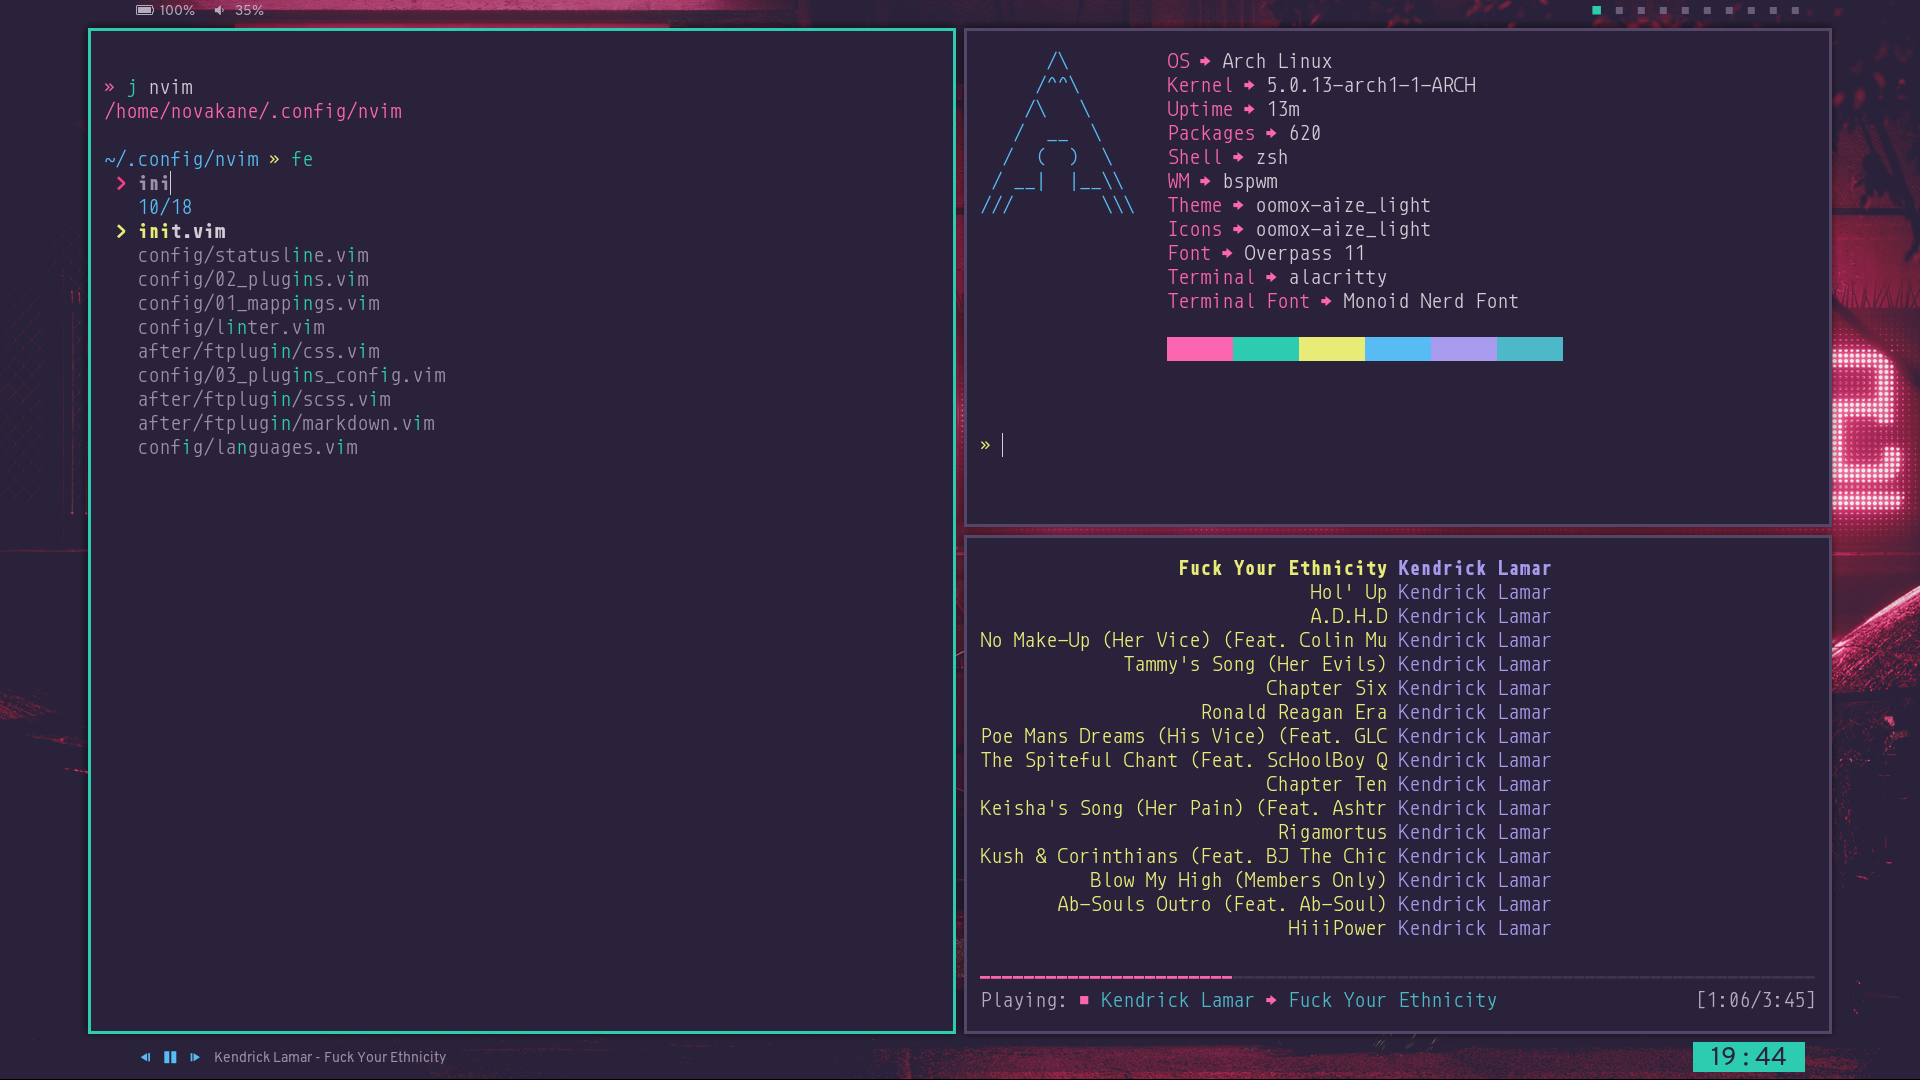 100% 35%
» j nvim
/home/novakane/.config/nvim
~/.config/nvim » fe
> ini
10/18
> init.vim
config/statusline.vim
config/02_plugins.vim
config/01_mappings.vim
config/linter.vim
after/ftplugin/css.vim
config/03_plugins_config.vim
after/ftplugin/scss.vim
after/ftplugin/markdown.vim
config/languages.vim
OS → Arch Linux
Kernel → 5.0.13-arch1-1-ARCH
Uptime → 13m
Packages → 620
Shell → zsh
WM → bspwm
Theme → oomox-aize_light
Icons → oomox-aize_light
Font → Overpass 11
Terminal → alacritty
Terminal Font → Monoid Nerd Font
»
Fuck Your Ethnicity Kendrick Lamar
Hol' Up Kendrick Lamar
A.D.H.D Kendrick Lamar
No Make-Up (Her Vice) (Feat. Colin Mu Kendrick Lamar
Tammy's Song (Her Evils) Kendrick Lamar
Chapter Six Kendrick Lamar
Ronald Reagan Era Kendrick Lamar
Poe Mans Dreams (His Vice) (Feat. GLC Kendrick Lamar
The Spiteful Chant (Feat. ScHoolBoy Q Kendrick Lamar
Chapter Ten Kendrick Lamar
Keisha's Song (Her Pain) (Feat. Ashtr Kendrick Lamar
Rigamortus Kendrick Lamar
Kush & Corinthians (Feat. BJ The Chic Kendrick Lamar
Blow My High (Members Only) Kendrick Lamar
Ab-Souls Outro (Feat. Ab-Soul) Kendrick Lamar
HiiiPower Kendrick Lamar
Playing: ■ Kendrick Lamar → Fuck Your Ethnicity [1:06/3:45]
Kendrick Lamar - Fuck Your Ethnicity
19:44